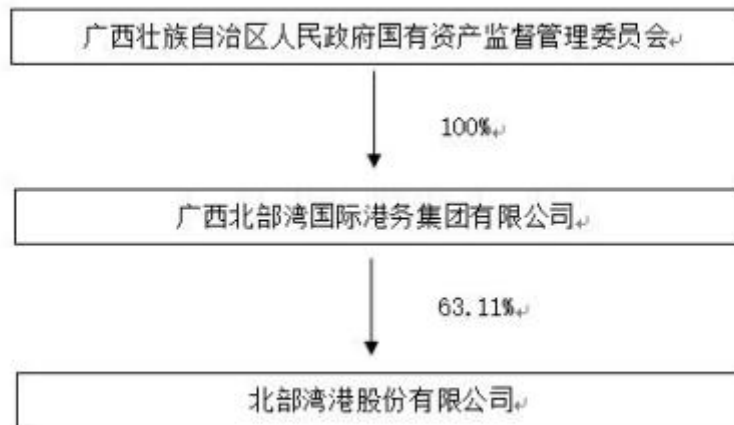 广西壮族自治区人民政府国有资产监督管理委员会
100%
广西北部湾国际港务集团有限公司
63.11%
北部湾港股份有限公司